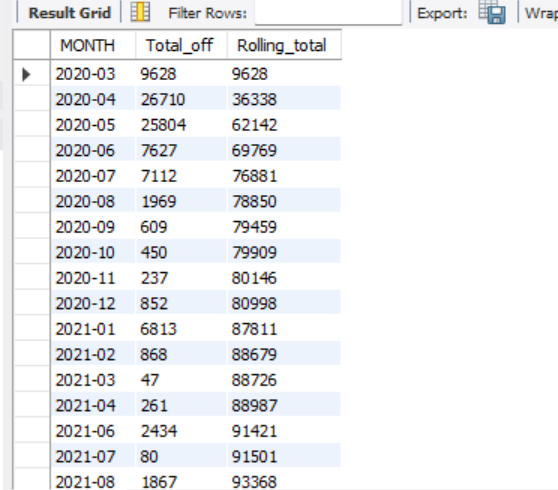 Result Grid Filter Rows: Export: Wrap
MONTH Total_off Rolling_total
2020-03 9628 9628
2020-04 26710 36338
2020-05 25804 62142
2020-06 7627 69769
2020-07 7112 76881
2020-08 1969 78850
2020-09 609 79459
2020-10 450 79909
2020-11 237 80146
2020-12 852 80998
2021-01 6813 87811
2021-02 868 88679
2021-03 47 88726
2021-04 261 88987
2021-06 2434 91421
2021-07 80 91501
2021-08 1867 93368